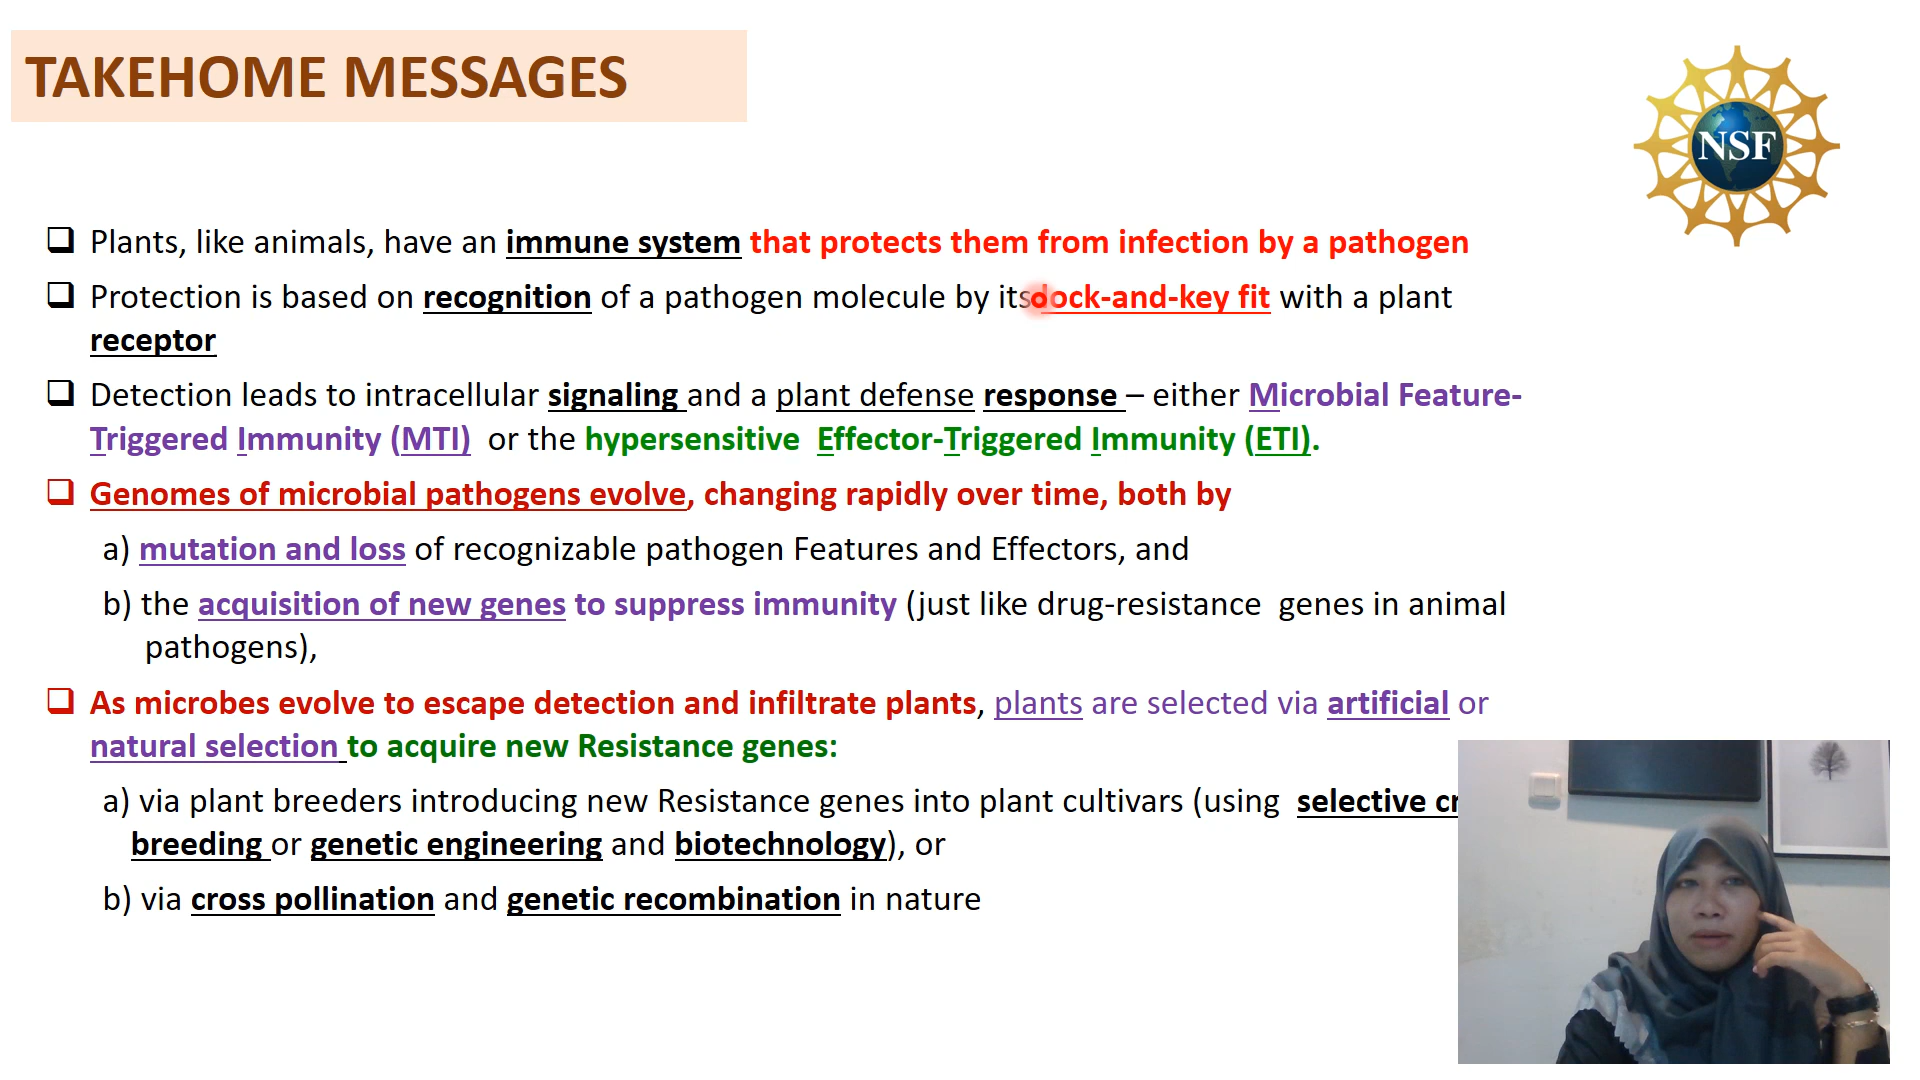 TAKEHOME MESSAGES
NSF
Plants, like animals, have an immune system that protects them from infection by a pathogen
Protection is based on recognition of a pathogen molecule by its lock-and-key fit with a plant
receptor
Detection leads to intracellular signaling and a plant defense response – either Microbial Feature-
Triggered Immunity (MTI) or the hypersensitive Effector-Triggered Immunity (ETI).
Genomes of microbial pathogens evolve, changing rapidly over time, both by
a) mutation and loss of recognizable pathogen Features and Effectors, and
b) the acquisition of new genes to suppress immunity (just like drug-resistance genes in animal
pathogens),
As microbes evolve to escape detection and infiltrate plants, plants are selected via artificial or
natural selection to acquire new Resistance genes:
a) via plant breeders introducing new Resistance genes into plant cultivars (using selective
breeding or genetic engineering and biotechnology), or
b) via cross pollination and genetic recombination in nature